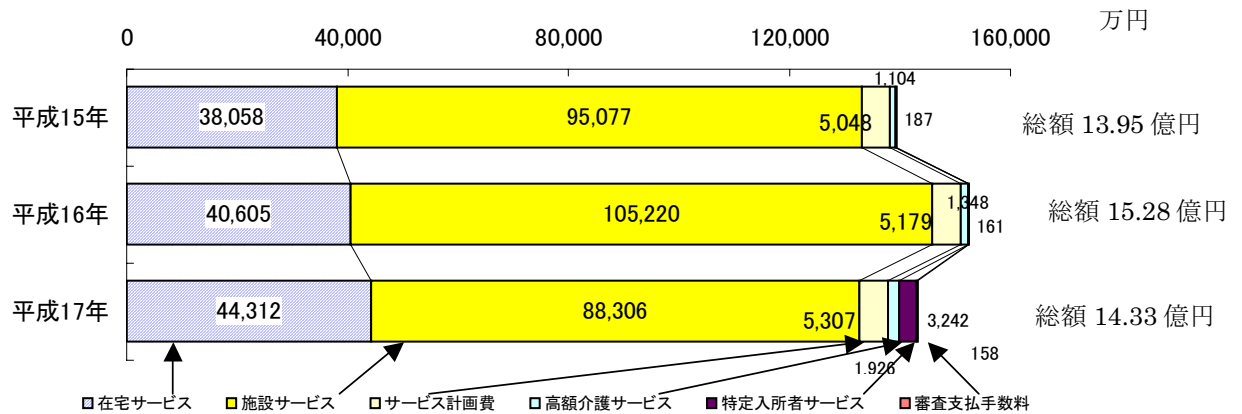 万円
0 40,000 80,000 120,000 160,000
1.104
平成15年 38,058 95,077 5,048 187 総額 13.95 億円
平成16年 40,605 105,220 5,179 1,348 161 総額 15.28 億円
平成17年 44,312 88,306 5,307 3,242 総額 14.33 億円
1.926 158
在宅サービス 施設サービス サービス計画費 高額介護サービス 特定入所者サービス 審査支払手数料